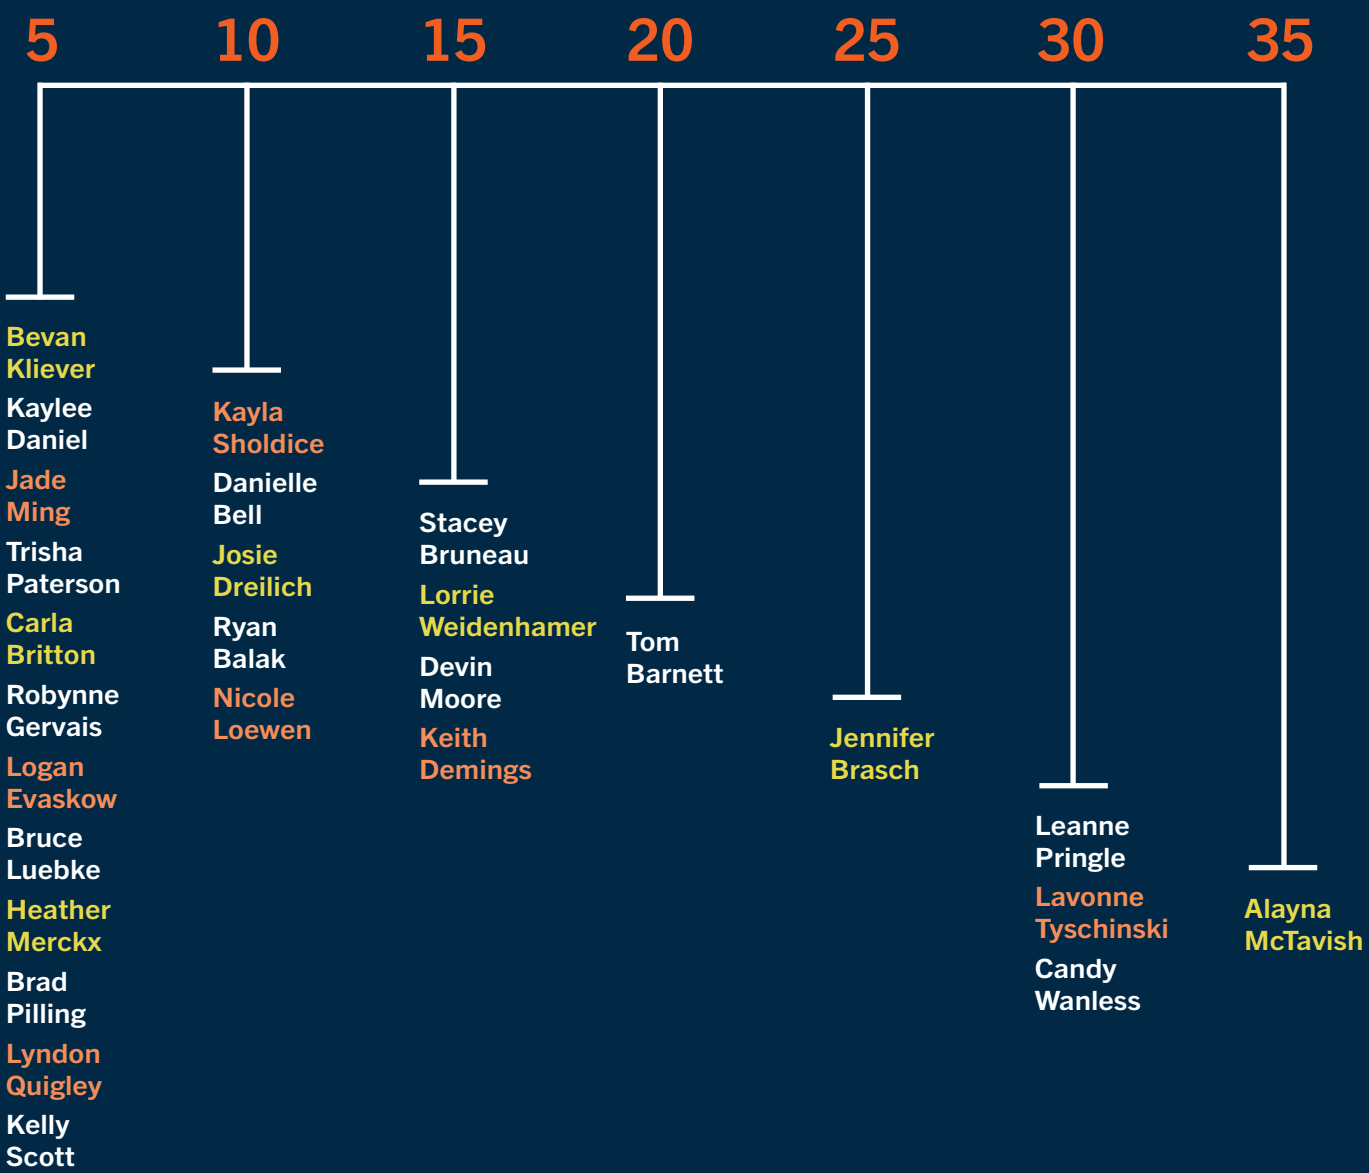 5
10
15
20
25
30
35
Bevan
Kliever
Kaylee
Daniel
Jade
Ming
Trisha
Paterson
Carla
Britton
Robynne
Gervais
Logan
Evaskow
Bruce
Luebke
Heather
Merckx
Brad
Pilling
Lyndon
Quigley
Kelly
Scott
Kayla
Sholdice
Danielle
Bell
Josie
Dreilich
Ryan
Balak
Nicole
Loewen
Stacey
Bruneau
Lorrie
Weidenhamer
Devin
Moore
Keith
Demings
Tom
Barnett
Jennifer
Brasch
Leanne
Pringle
Lavonne
Tyschinski
Candy
Wanless
Alayna
McTavish